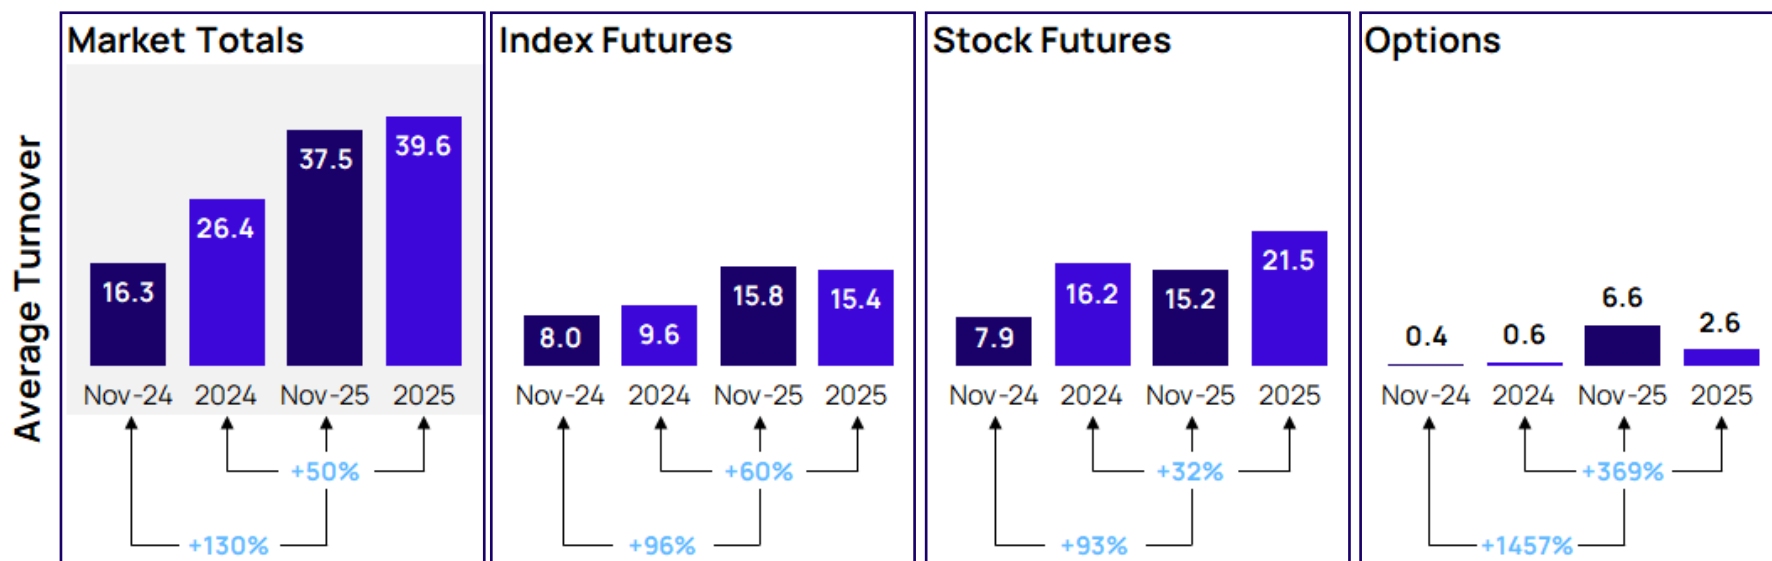 Market Totals
Index Futures
Stock Futures
Options
Average Turnover
16.3
26.4
37.5
39.6
Nov-24 2024 Nov-25 2025
+50%
+130%
8.0
9.6
15.8
15.4
Nov-24 2024 Nov-25 2025
+60%
+96%
7.9
16.2
15.2
21.5
Nov-24 2024 Nov-25 2025
+32%
+93%
0.4
0.6
6.6
2.6
Nov-24 2024 Nov-25 2025
+369%
+1457%